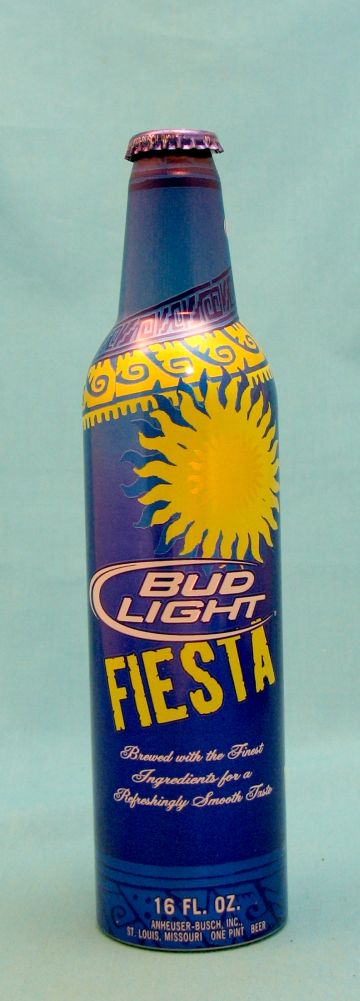 BUD
LIGHT
FIESTA
Brewed with the Finest
Ingredients for a
Refreshingly Smooth Taste
16 FL. OZ.
ANHEUSER-BUSCH, INC.,
ST. LOUIS, MISSOURI ONE PINT BEER